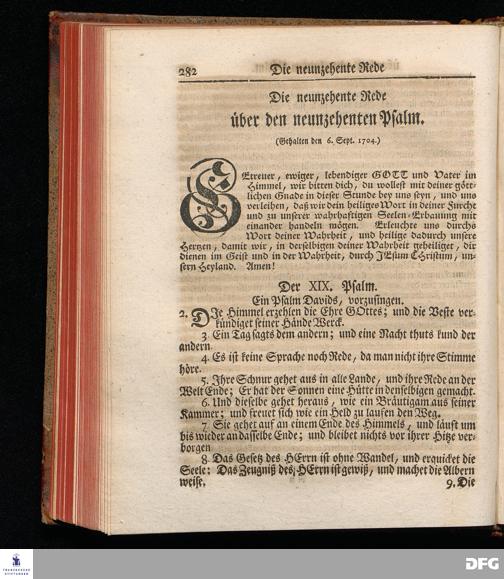 282 Die neunzehente Rede
Die neunzehente Rede
über den neunzehenten Psalm.
(Gehalten den 6. Sept. 1704.)
GEtreuer, ewiger, lebendiger GOTT und Vater im
Himmel, wir bitten dich, du wollest mit deiner gött-
lichen Gnade in dieser Stunde bey uns seyn, und uns
verleihen, daß wir dein heiliges Wort in deiner Furcht
und zu unserer wahrhaftigen Seelen-Erbauung mit
einander handeln mögen. Erleuchte uns durchs
Wort deiner Wahrheit, und heilige dadurch unsere
Hertzen, damit wir, in derselbigen deiner Wahrheit geheiliget, dir
dienen im Geist und in der Wahrheit, durch JEsum CHristum, un-
sern Heyland. Amen!
Der XIX. Psalm.
Ein Psalm Davids, vorzusingen.
2. DJe Himmel erzehlen die Ehre GOttes; und die Veste ver-
kündiget seiner Hände Werck.
3 Ein Tag sagts dem andern; und eine Nacht thuts kund der
andern.
4. Es ist keine Sprache noch Rede, da man nicht ihre Stimme
höre.
5. Ihre Schnur gehet aus in alle Lande, und ihre Rede an der
Welt Ende; Er hat der Sonnen eine Hütte in denselbigen gemacht.
6. Und dieselbe gehet heraus, wie ein Bräutigam aus seiner
Kammer; und freuet sich wie ein Held zu laufen den Weg.
7 Sie gehet auf an einem Ende des Himmels, und läuft um
bis wieder an dasselbe Ende; und bleibet nichts vor ihrer Hitze ver-
borgen
8 Das Gesetz des HErrn ist ohne Wandel, und erquicket die
Seele: Das Zeugniß des HErrn ist gewiß, und machet die Albern
weise. 9. Die
FRANCKESCHE
STIFTUNGEN
DFG